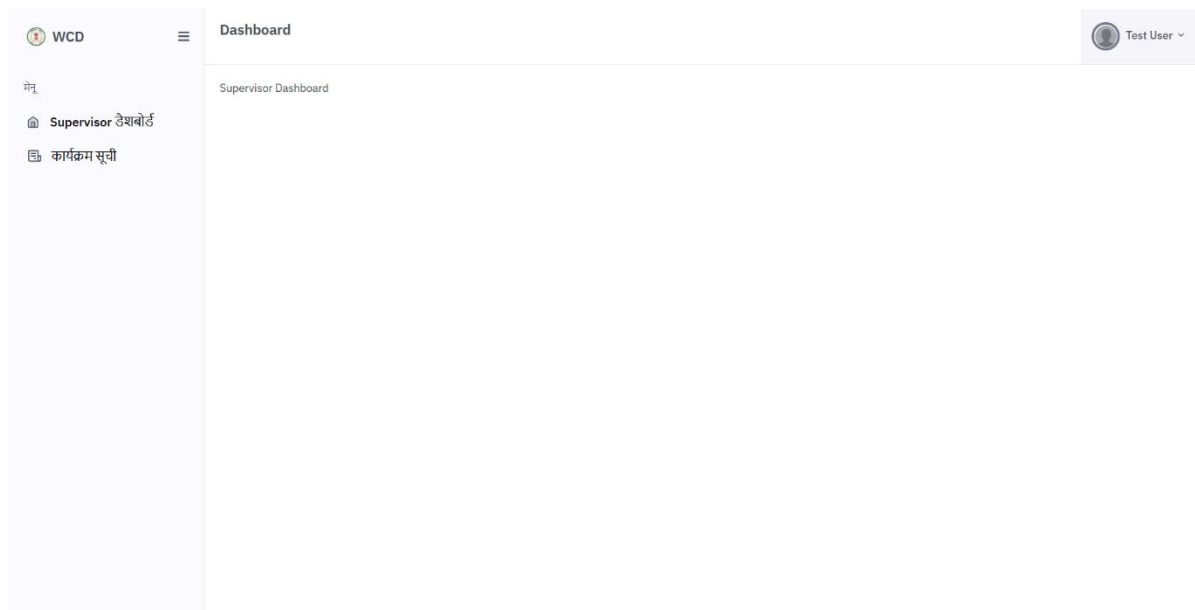 WCD
Dashboard
Test User
मेनू
Supervisor डैशबोर्ड
कार्यक्रम सूची
Supervisor Dashboard